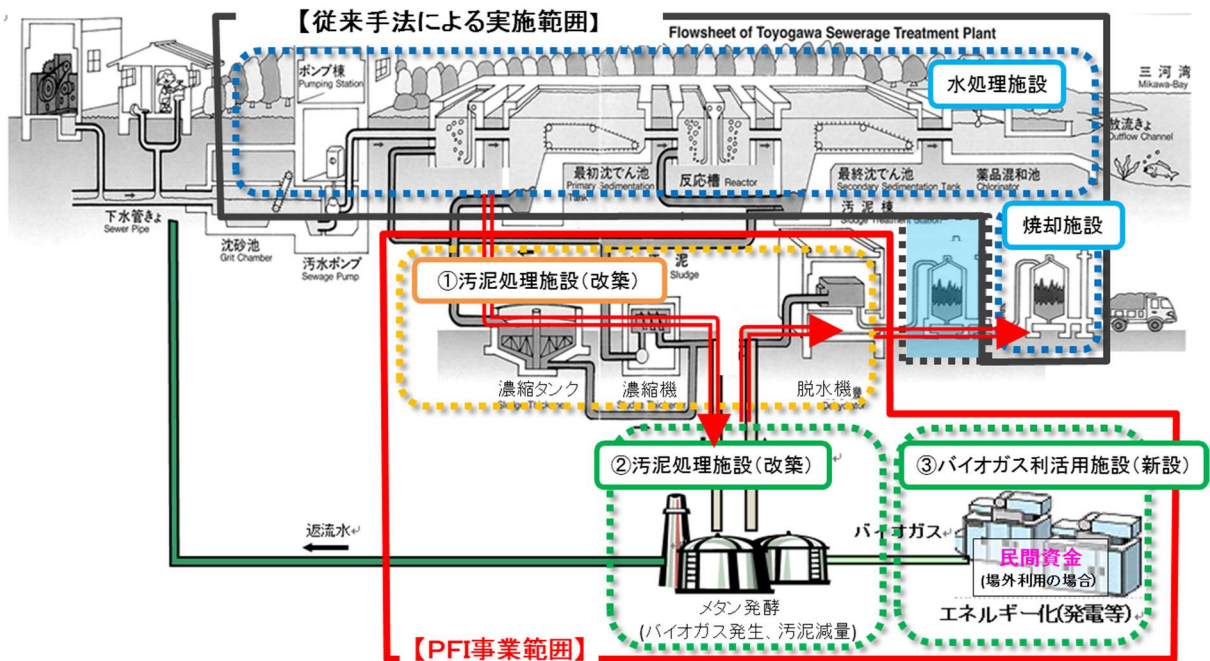 【従来手法による実施範囲】
Flowsheet of Toyogawa Sewerage Treatment Plant
ポンプ棟
Pumping Station
水処理施設
三河湾
Mikawa-Bay
放流きょ
Outflow Channel
最初沈でん池
Primary Sedimentation
Tank
反応槽 Reactor
最終沈でん池
Secondary Sedimentation Tank
薬品混和池
Chlorinator
下水管きょ
Sewer Pipe
沈砂池
Grit Chamber
汚水ポンプ
Sewage Pump
汚泥棟
Sludge Treatment Station
焼却施設
①汚泥処理施設(改築)
泥
Sludge
濃縮タンク
濃縮機
脱水機
②汚泥処理施設(改築)
③バイオガス利活用施設(新設)
返流水
バイオガス
民間資金
(場外利用の場合)
メタン発酵
(バイオガス発生、汚泥減量)
エネルギー化(発電等)
【PFI事業範囲】